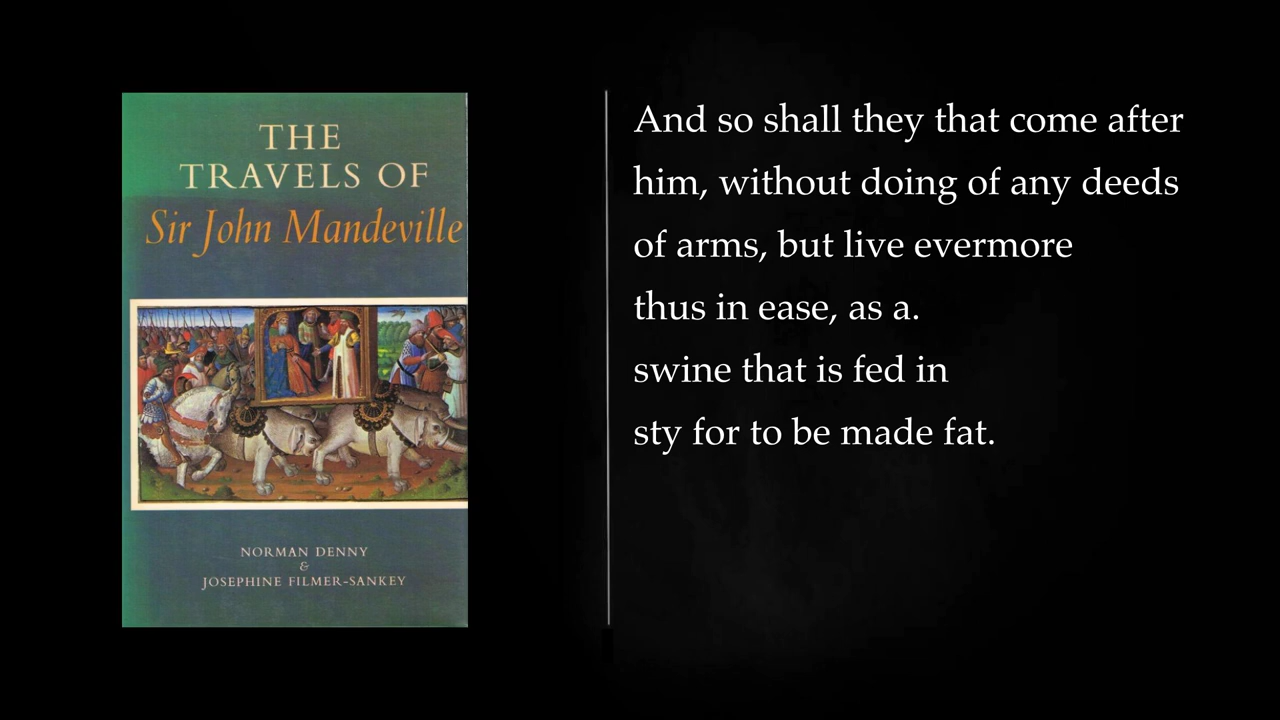 THE
TRAVELS OF
Sir John Mandeville
NORMAN DENNY
&
JOSEPHINE FILMER-SANKEY
And so shall they that come after
him, without doing of any deeds
of arms, but live evermore
thus in ease, as a.
swine that is fed in
sty for to be made fat.